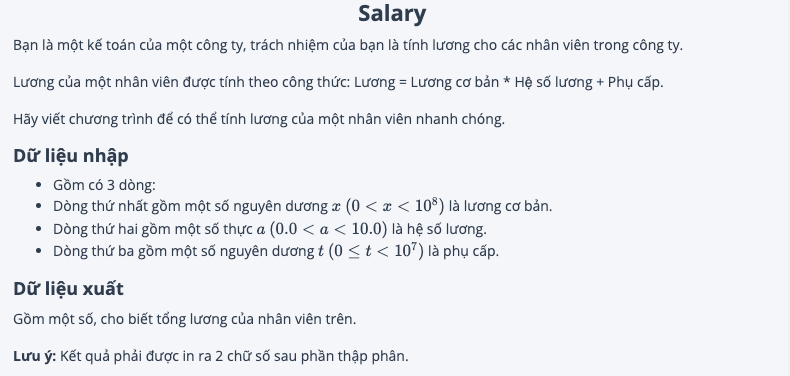 Salary
Bạn là một kế toán của một công ty, trách nhiệm của bạn là tính lương cho các nhân viên trong công ty.
Lương của một nhân viên được tính theo công thức: Lương = Lương cơ bản * Hệ số lương + Phụ cấp.
Hãy viết chương trình để có thể tính lương của một nhân viên nhanh chóng.
Dữ liệu nhập
• Gồm có 3 dòng:
• Dòng thứ nhất gồm một số nguyên dương x (0 < x < 10⁸) là lương cơ bản.
• Dòng thứ hai gồm một số thực a (0.0 < a < 10.0) là hệ số lương.
• Dòng thứ ba gồm một số nguyên dương t (0 ≤ t < 10⁷) là phụ cấp.
Dữ liệu xuất
Gồm một số, cho biết tổng lương của nhân viên trên.
Lưu ý: Kết quả phải được in ra 2 chữ số sau phần thập phân.